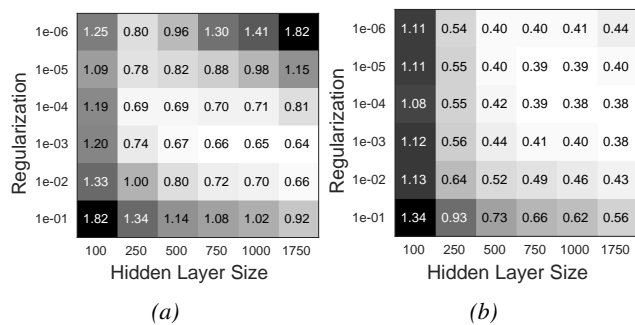 Regularization
1e-06 1.25 0.80 0.96 1.30 1.41 1.82
1e-05 1.09 0.78 0.82 0.88 0.98 1.15
1e-04 1.19 0.69 0.69 0.70 0.71 0.81
1e-03 1.20 0.74 0.67 0.66 0.65 0.64
1e-02 1.33 1.00 0.80 0.72 0.70 0.66
1e-01 1.82 1.34 1.14 1.08 1.02 0.92
100 250 500 750 1000 1750
Hidden Layer Size
(a)
Regularization
1e-06 1.11 0.54 0.40 0.40 0.41 0.44
1e-05 1.11 0.55 0.40 0.39 0.39 0.40
1e-04 1.08 0.55 0.42 0.39 0.38 0.38
1e-03 1.12 0.56 0.44 0.41 0.40 0.38
1e-02 1.13 0.64 0.52 0.49 0.46 0.43
1e-01 1.34 0.93 0.73 0.66 0.62 0.56
100 250 500 750 1000 1750
Hidden Layer Size
(b)